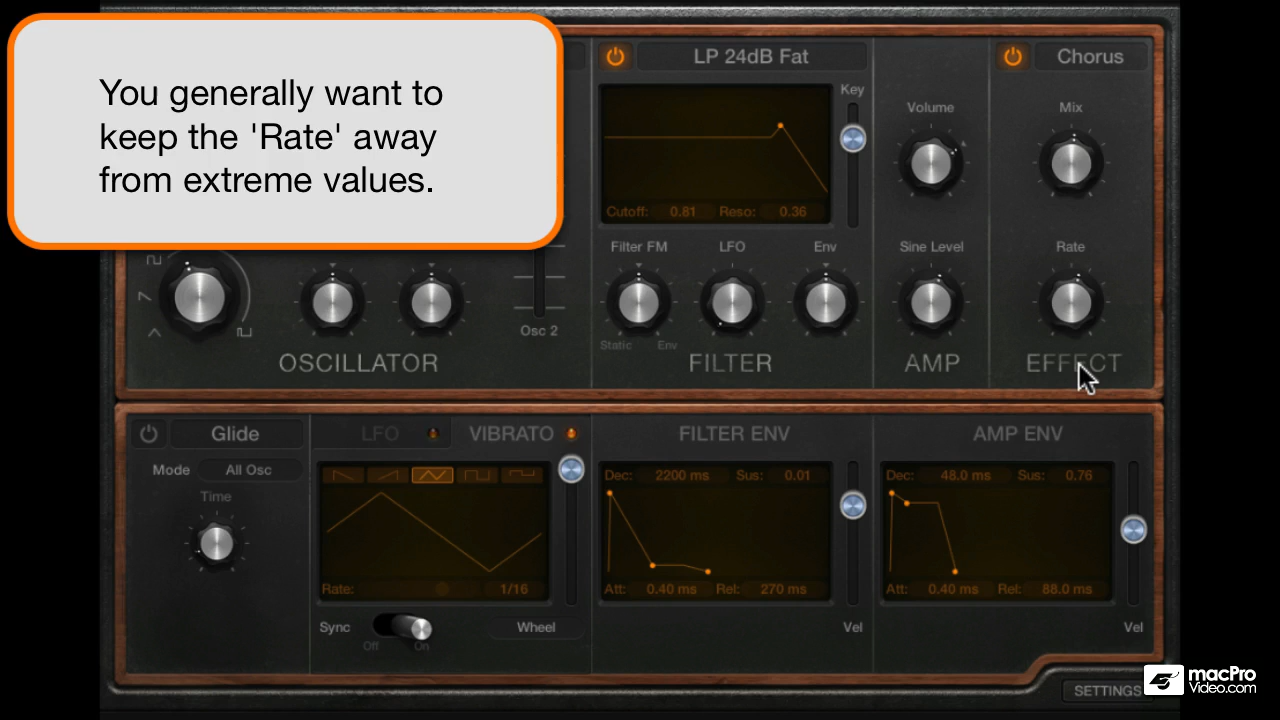 You generally want to
keep the 'Rate' away
from extreme values.
LP 24dB Fat
Chorus
Key
Volume
Mix
Cutoff: 0.81 Reso: 0.36
Filter FM
LFO
Env
Sine Level
Rate
Osc 2
Static
Env
OSCILLATOR
FILTER
AMP
EFFECT
Glide
LFO
VIBRATO
FILTER ENV
AMP ENV
Mode
All Osc
Dec: 2200 ms Sus: 0.01
Dec: 48.0 ms Sus: 0.76
Time
Rate: 1/16
Att: 0.40 ms Rel: 270 ms
Att: 0.40 ms Rel: 88.0 ms
Sync
Off
On
Wheel
Vel
Vel
SETTINGS
macPro
Video.com